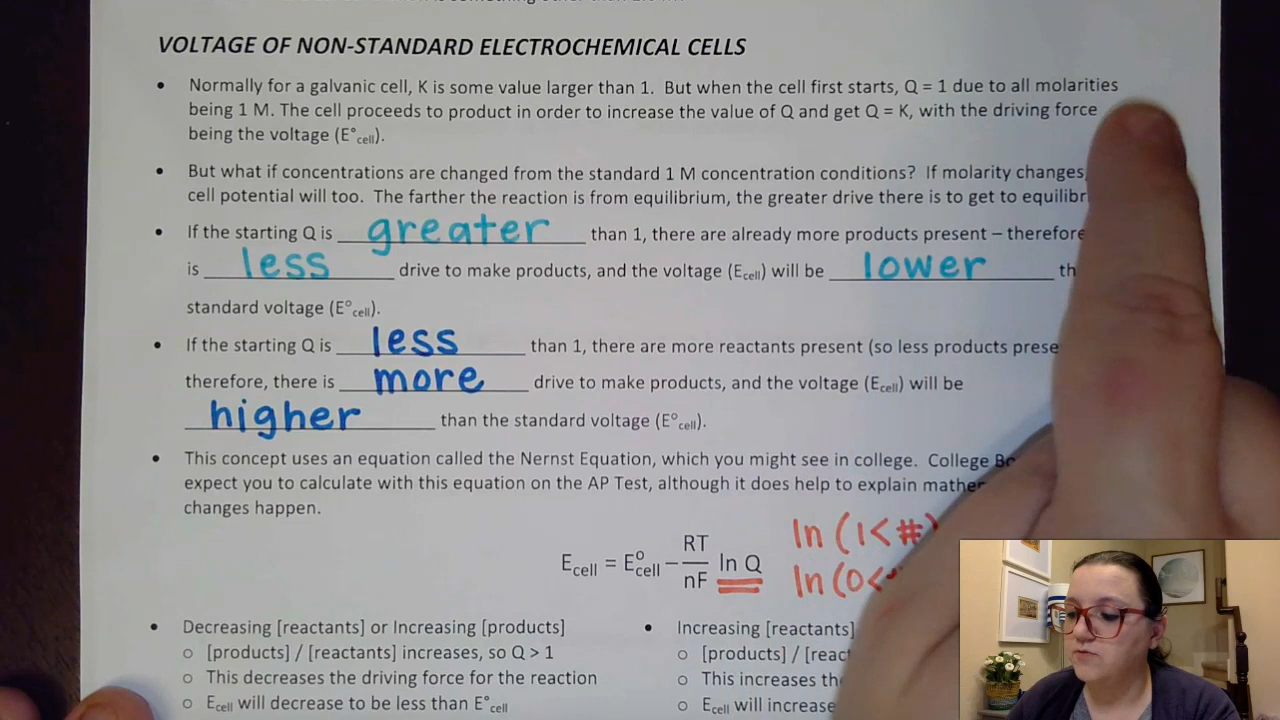 VOLTAGE OF NON-STANDARD ELECTROCHEMICAL CELLS
• Normally for a galvanic cell, K is some value larger than 1. But when the cell first starts, Q = 1 due to all molarities
being 1 M. The cell proceeds to product in order to increase the value of Q and get Q = K, with the driving force
being the voltage (E°cell).
• But what if concentrations are changed from the standard 1 M concentration conditions? If molarity changes,
cell potential will too. The farther the reaction is from equilibrium, the greater drive there is to get to
• If the starting Q is greater than 1, there are already more products present – therefore
is less drive to make products, and the voltage (Ecell) will be lower
standard voltage (E°cell).
• If the starting Q is less than 1, there are more reactants present (so less products
therefore, there is more drive to make products, and the voltage (Ecell) will be
higher than the standard voltage (E°cell).
• This concept uses an equation called the Nernst Equation, which you might see in college. College
expect you to calculate with this equation on the AP Test, although it does help to explain
changes happen.
Ecell = E°cell – RT/nF ln Q
ln (1<#)
ln (0<
• Decreasing [reactants] or Increasing [products]
○ [products] / [reactants] increases, so Q > 1
○ This decreases the driving force for the reaction
○ Ecell will decrease to be less than E°cell
• Increasing [reactants]
○ [products] /
○ This increases
○ Ecell will increase